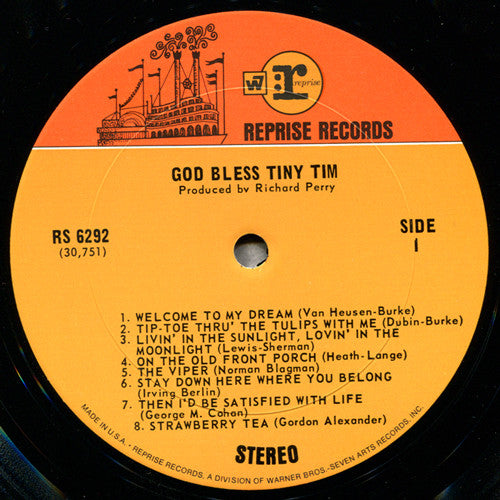 W7
r
reprise
REPRISE RECORDS
GOD BLESS TINY TIM
Produced by Richard Perry
RS 6292
(30,751)
SIDE
1
1. WELCOME TO MY DREAM (Van Heusen-Burke)
2. TIP-TOE THRU' THE TULIPS WITH ME (Dubin-Burke)
3. LIVIN' IN THE SUNLIGHT, LOVIN' IN THE
MOONLIGHT (Lewis-Sherman)
4. ON THE OLD FRONT PORCH (Heath-Lange)
5. THE VIPER (Norman Blagman)
6. STAY DOWN HERE WHERE YOU BELONG
(Irving Berlin)
7. THEN I'D BE SATISFIED WITH LIFE
(George M. Cohan)
8. STRAWBERRY TEA (Gordon Alexander)
STEREO
MADE IN U.S.A. - REPRISE RECORDS, A DIVISION OF WARNER BROS.-SEVEN ARTS RECORDS, INC.